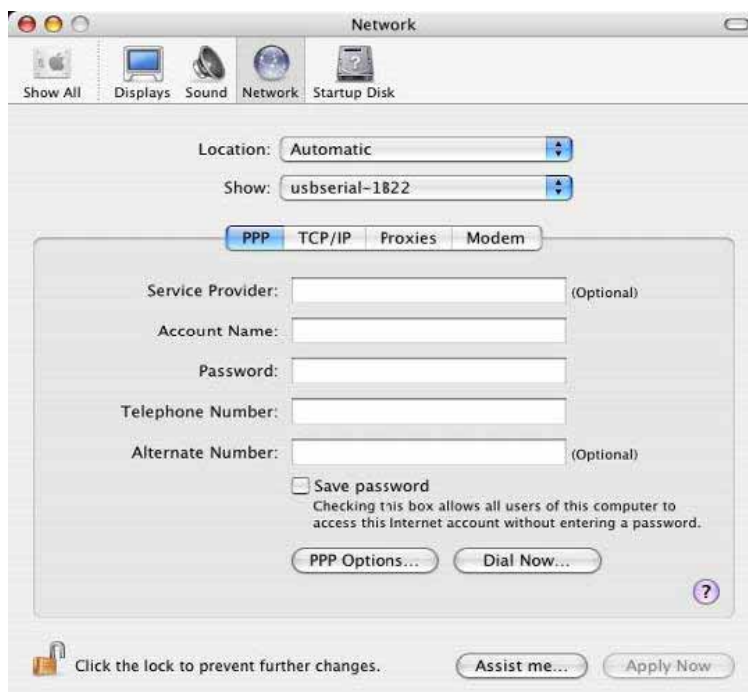 Network
Show All Displays Sound Network Startup Disk
Location: Automatic
Show: usbserial-1B22
PPP TCP/IP Proxies Modem
Service Provider: (Optional)
Account Name:
Password:
Telephone Number:
Alternate Number: (Optional)
Save password
Checking this box allows all users of this computer to
access this Internet account without entering a password.
PPP Options... Dial Now...
?
Click the lock to prevent further changes. Assist me... Apply Now